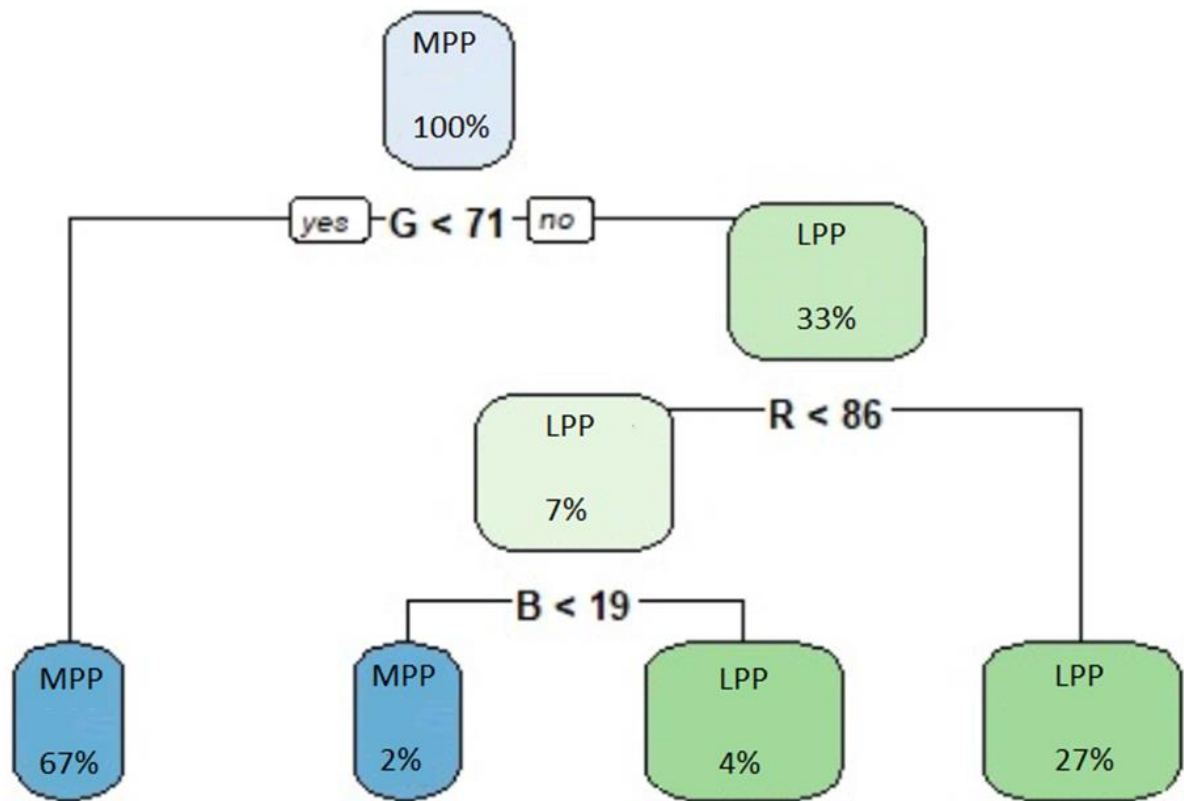 MPP
100%
yes G < 71 no
LPP
33%
LPP
7%
R < 86
B < 19
MPP
67%
MPP
2%
LPP
4%
LPP
27%